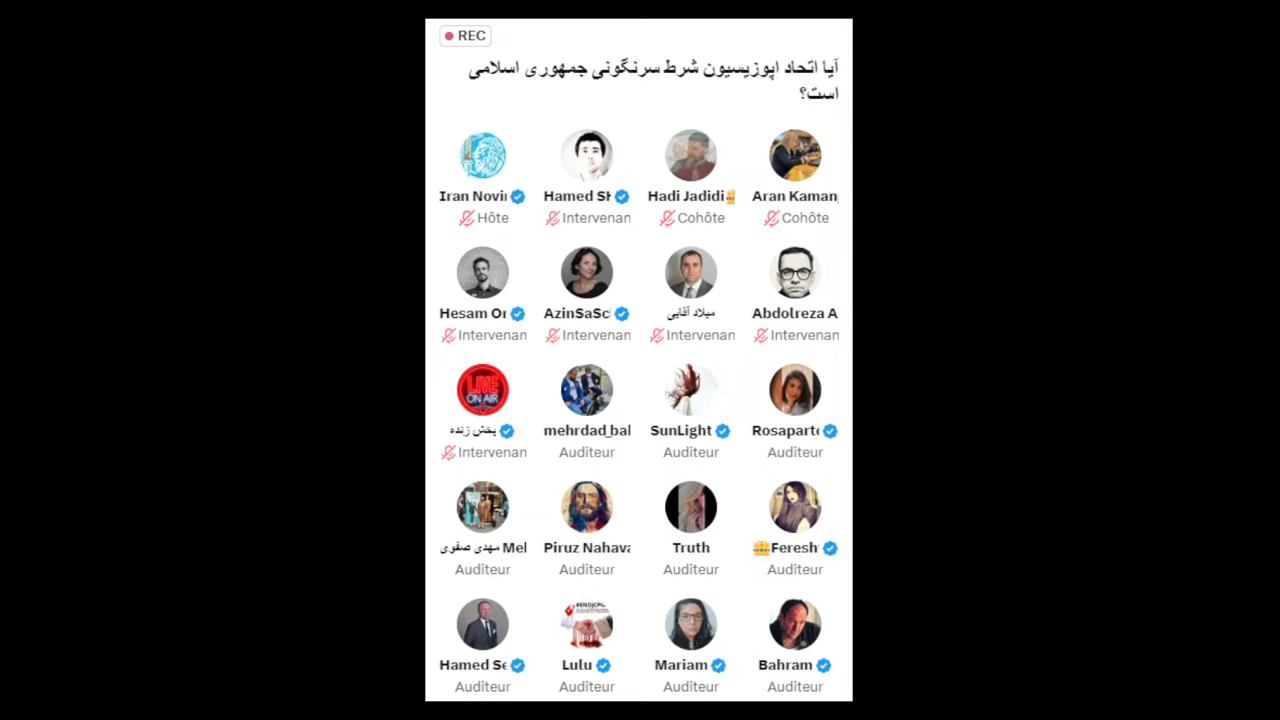 REC
آیا اتحاد اپوزیسیون شرط سرنگونی جمهوری اسلامی
است؟
Iran Novin Hamed Sh Hadi Jadidi Aran Kaman
Hôte Intervenan Cohôte Cohôte
Hesam Or AzinSaSc میلاد آقایی Abdolreza A
Intervenan Intervenan Intervenan Intervenan
LIVE
ON AIR
پخش زنده mehrdad_bal SunLight Rosaparto
Intervenan Auditeur Auditeur Auditeur
مهدی صفوی Mel Piruz Nahava Truth Feresh
Auditeur Auditeur Auditeur Auditeur
Hamed Se Lulu Mariam Bahram
Auditeur Auditeur Auditeur Auditeur